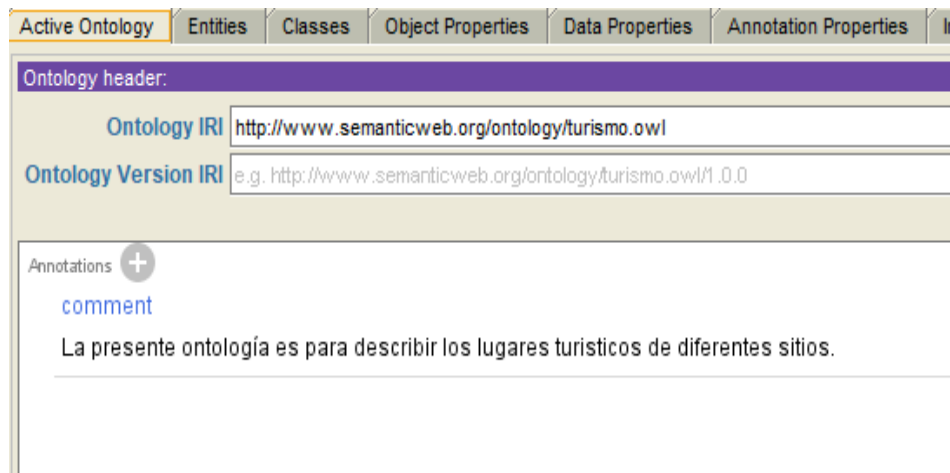 Active Ontology Entities Classes Object Properties Data Properties Annotation Properties
Ontology header:
Ontology IRI http://www.semanticweb.org/ontology/turismo.owl
Ontology Version IRI e.g. http://www.semanticweb.org/ontology/turismo.owl/1.0.0
Annotations
comment
La presente ontología es para describir los lugares turisticos de diferentes sitios.